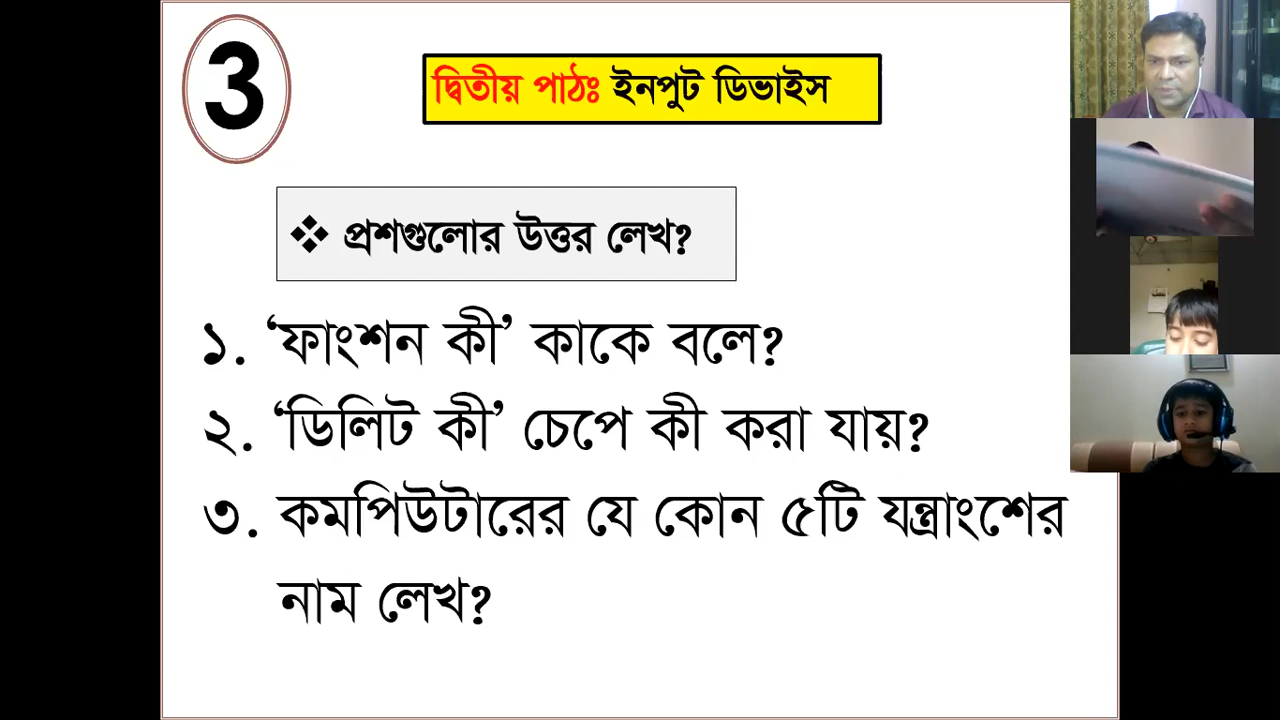 3
দ্বিতীয় পাঠঃ ইনপুট ডিভাইস
❖ প্রশগুলোর উত্তর লেখ?
১. ‘ফাংশন কী’ কাকে বলে?
২. ‘ডিলিট কী’ চেপে কী করা যায়?
৩. কমপিউটারের যে কোন ৫টি যন্ত্রাংশের
নাম লেখ?